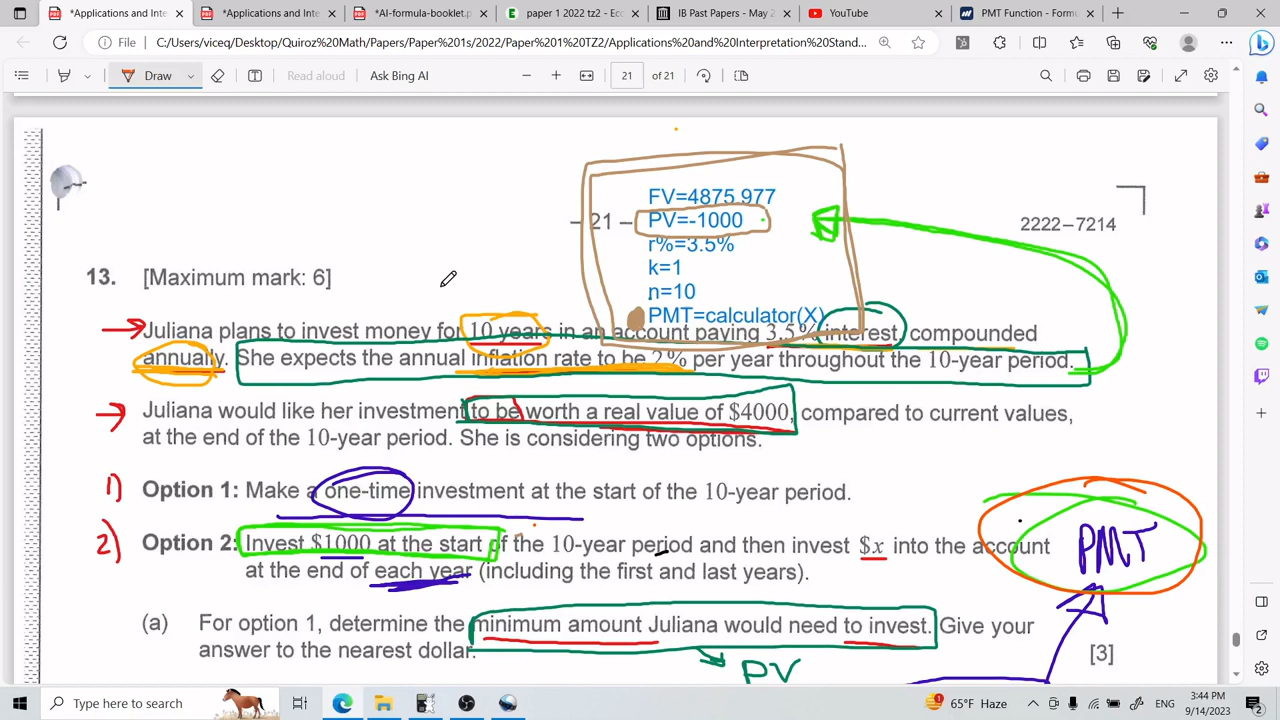 *Applications and Inte
*Applications and Inte
*AI-formula-booklet.p
paper 1 2022 tz2 - Ecc
IB Past Papers - May 2
YouTube
PMT Function - Formu
File
C:/Users/viceq/Desktop/Quiroz%20Math/Papers/Paper%201s/2022/Paper%201%20TZ2/Applications%20and%20Interpretation%20Stand...
Draw
Read aloud
Ask Bing AI
21
of 21
FV=4875.977
– 21 –
PV=-1000
2222–7214
r%=3.5%
k=1
n=10
PMT=calculator(X)
13. [Maximum mark: 6]
Juliana plans to invest money for 10 years in an account paying 3.5% interest, compounded
annually. She expects the annual inflation rate to be 2% per year throughout the 10-year period.
Juliana would like her investment to be worth a real value of $4000, compared to current values,
at the end of the 10-year period. She is considering two options.
1) Option 1: Make a one-time investment at the start of the 10-year period.
2) Option 2: Invest $1000 at the start of the 10-year period and then invest $x into the account
at the end of each year (including the first and last years).
PMT
(a) For option 1, determine the minimum amount Juliana would need to invest. Give your
answer to the nearest dollar.
[3]
PV
Type here to search
65°F Haze
ENG
3:44 PM
9/14/2023
2